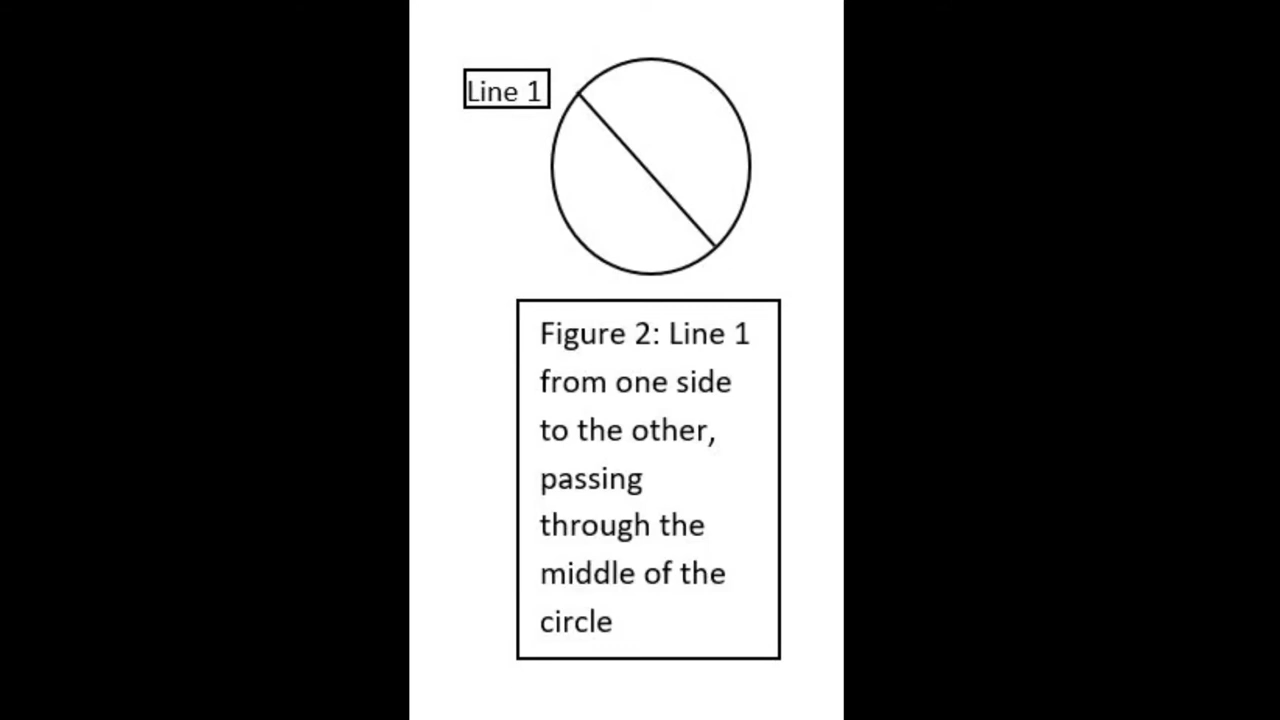 Line 1
Figure 2: Line 1
from one side
to the other,
passing
through the
middle of the
circle